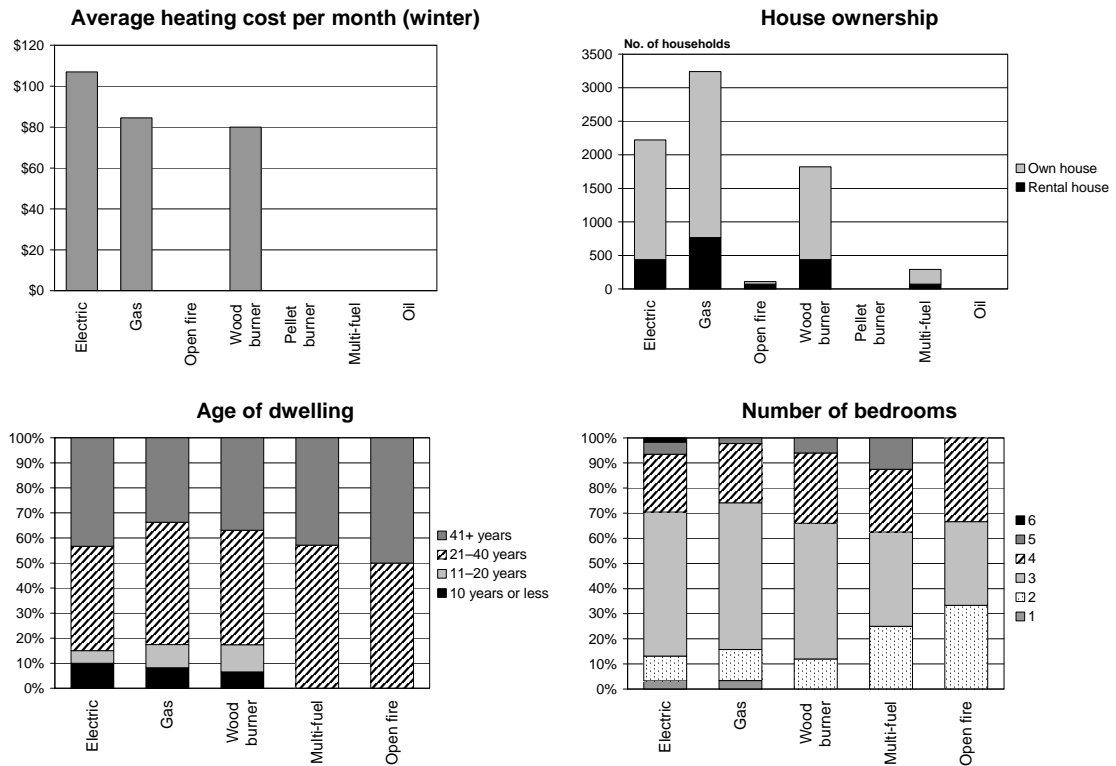 Average heating cost per month (winter)
$120
$100
$80
$60
$40
$20
$0
Electric
Gas
Open fire
Wood
burner
Pellet
burner
Multi-fuel
Oil
House ownership
No. of households
3500
3000
2500
2000
1500
1000
500
0
Own house
Rental house
Electric
Gas
Open fire
Wood
burner
Pellet
burner
Multi-fuel
Oil
Age of dwelling
100%
90%
80%
70%
60%
50%
40%
30%
20%
10%
0%
41+ years
21–40 years
11–20 years
10 years or less
Electric
Gas
Wood
burner
Multi-fuel
Open fire
Number of bedrooms
100%
90%
80%
70%
60%
50%
40%
30%
20%
10%
0%
6
5
4
3
2
1
Electric
Gas
Wood
burner
Multi-fuel
Open fire